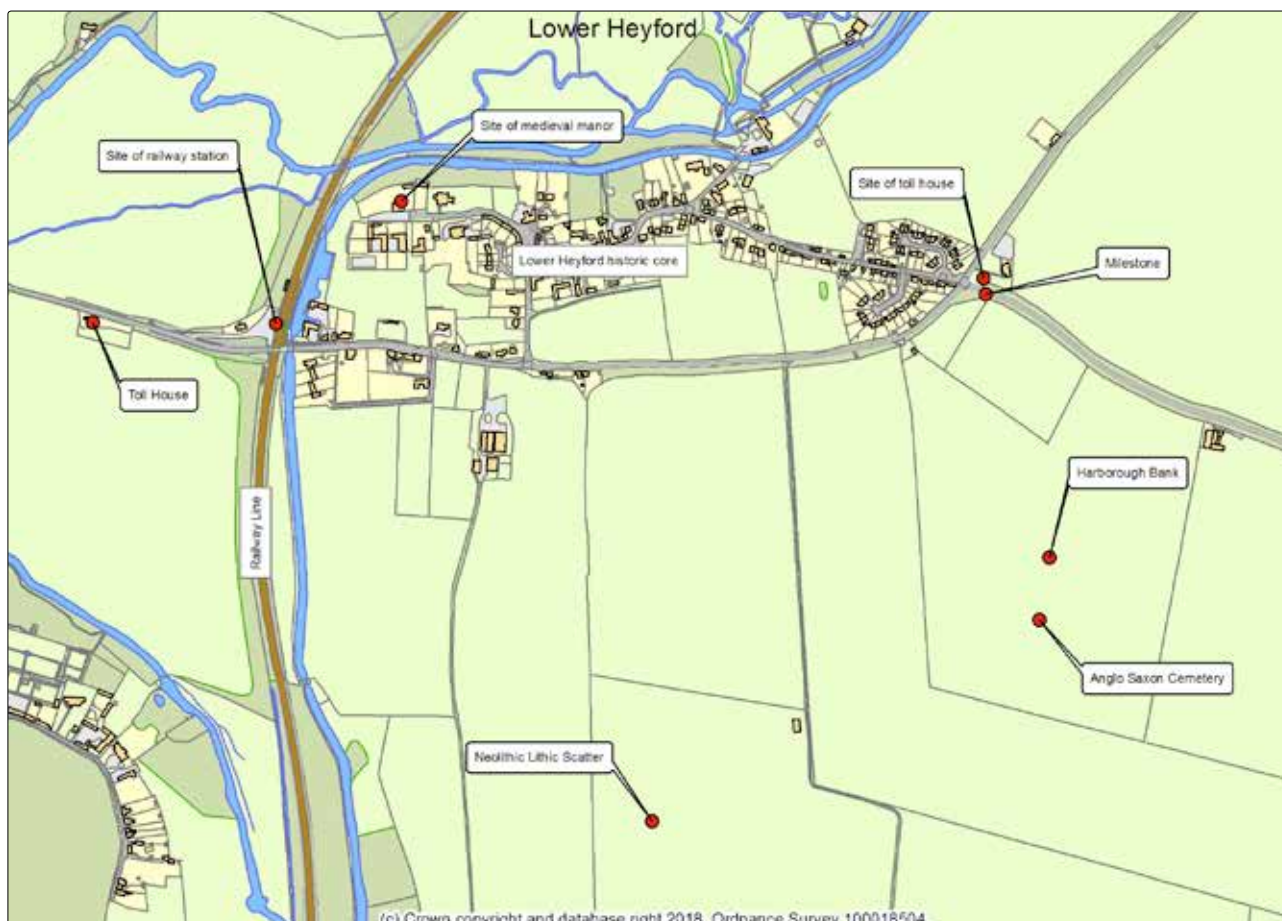 Lower Heyford
Site of medieval manor
Site of railway station
Site of toll house
Lower Heyford historic core
Milestone
Toll House
Harborough Bank
Railway Line
Anglo Saxon Cemetery
Neolithic Lithic Scatter
(c) Crown copyright and database right 2018. Ordnance Survey 100018504